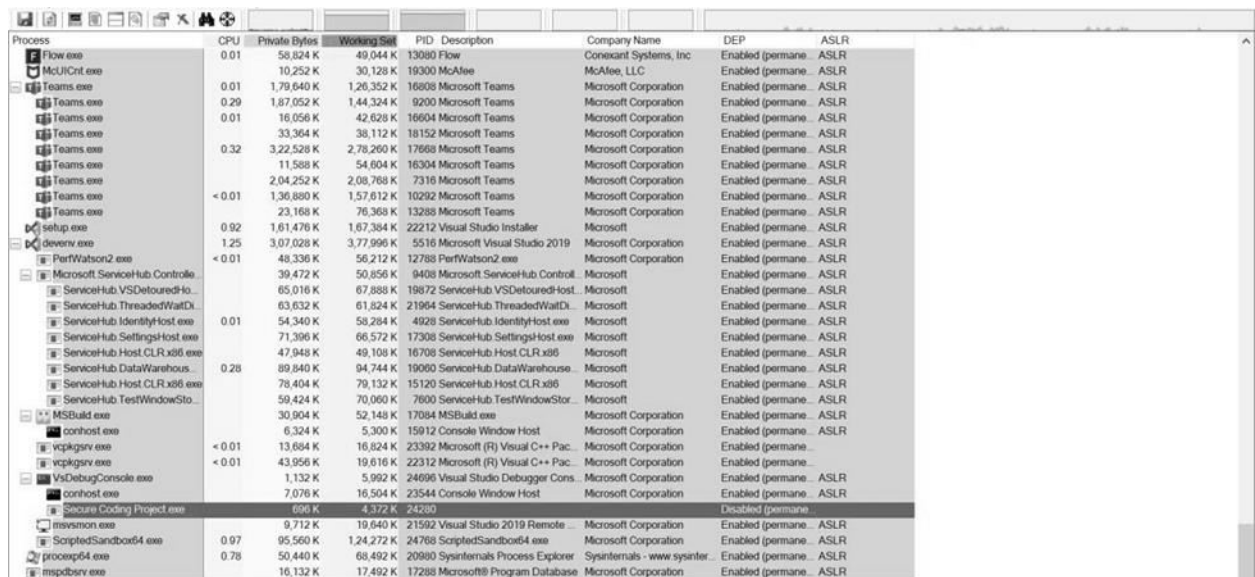 Process CPU Private Bytes Working Set PID Description Company Name DEP ASLR
Flow.exe 0.01 58,824 K 49,044 K 13080 Flow Conexant Systems, Inc Enabled (permane... ASLR
McUICnt.exe 10,252 K 30,128 K 19300 McAfee McAfee, LLC Enabled (permane... ASLR
Teams.exe 0.01 1,79,640 K 1,26,352 K 16808 Microsoft Teams Microsoft Corporation Enabled (permane... ASLR
Teams.exe 0.29 1,87,052 K 1,44,324 K 9200 Microsoft Teams Microsoft Corporation Enabled (permane... ASLR
Teams.exe 0.01 16,056 K 42,628 K 16604 Microsoft Teams Microsoft Corporation Enabled (permane... ASLR
Teams.exe 33,364 K 38,112 K 18152 Microsoft Teams Microsoft Corporation Enabled (permane... ASLR
Teams.exe 0.32 3,22,528 K 2,78,260 K 17668 Microsoft Teams Microsoft Corporation Enabled (permane... ASLR
Teams.exe 11,588 K 54,604 K 16304 Microsoft Teams Microsoft Corporation Enabled (permane... ASLR
Teams.exe 2,04,252 K 2,08,768 K 7316 Microsoft Teams Microsoft Corporation Enabled (permane... ASLR
Teams.exe < 0.01 1,36,880 K 1,57,612 K 10292 Microsoft Teams Microsoft Corporation Enabled (permane... ASLR
Teams.exe 23,168 K 76,368 K 13288 Microsoft Teams Microsoft Corporation Enabled (permane... ASLR
setup.exe 0.92 1,61,476 K 1,67,384 K 22212 Visual Studio Installer Microsoft Enabled (permane... ASLR
devenv.exe 1.25 3,07,028 K 3,77,996 K 5516 Microsoft Visual Studio 2019 Microsoft Corporation Enabled (permane... ASLR
PerfWatson2.exe < 0.01 48,336 K 56,212 K 12788 PerfWatson2.exe Microsoft Corporation Enabled (permane... ASLR
Microsoft.ServiceHub.Controlle... 39,472 K 50,856 K 9408 Microsoft.ServiceHub.Controll... Microsoft Enabled (permane... ASLR
ServiceHub.VSDetouredHo... 65,016 K 67,888 K 19872 ServiceHub.VSDetouredHost... Microsoft Enabled (permane... ASLR
ServiceHub.ThreadedWaitDi... 63,632 K 61,824 K 21964 ServiceHub.ThreadedWaitDi... Microsoft Enabled (permane... ASLR
ServiceHub.IdentityHost.exe 0.01 54,340 K 58,284 K 4928 ServiceHub.IdentityHost.exe Microsoft Enabled (permane... ASLR
ServiceHub.SettingsHost.exe 71,396 K 66,572 K 17308 ServiceHub.SettingsHost.exe Microsoft Enabled (permane... ASLR
ServiceHub.Host.CLR.x86.exe 47,948 K 49,108 K 16708 ServiceHub.Host.CLR.x86 Microsoft Enabled (permane... ASLR
ServiceHub.DataWarehous... 0.28 89,840 K 94,744 K 19060 ServiceHub.DataWarehouse... Microsoft Enabled (permane... ASLR
ServiceHub.Host.CLR.x86.exe 78,404 K 79,132 K 15120 ServiceHub.Host.CLR.x86 Microsoft Enabled (permane... ASLR
ServiceHub.TestWindowSto... 59,424 K 70,060 K 7600 ServiceHub.TestWindowStor... Microsoft Enabled (permane... ASLR
MSBuild.exe 30,904 K 52,148 K 17084 MSBuild.exe Microsoft Corporation Enabled (permane... ASLR
conhost.exe 6,324 K 5,300 K 15912 Console Window Host Microsoft Corporation Enabled (permane... ASLR
vcpkgsrv.exe < 0.01 13,684 K 16,824 K 23392 Microsoft (R) Visual C++ Pac... Microsoft Corporation Enabled (permane...
vcpkgsrv.exe < 0.01 43,956 K 19,616 K 22312 Microsoft (R) Visual C++ Pac... Microsoft Corporation Enabled (permane...
VsDebugConsole.exe 1,132 K 5,992 K 24696 Visual Studio Debugger Cons... Microsoft Corporation Enabled (permane... ASLR
conhost.exe 7,076 K 16,504 K 23544 Console Window Host Microsoft Corporation Enabled (permane... ASLR
Secure Coding Project.exe 696 K 4,372 K 24280 Disabled (permane...
msvsmon.exe 9,712 K 19,640 K 21592 Visual Studio 2019 Remote ... Microsoft Corporation Enabled (permane... ASLR
ScriptedSandbox64.exe 0.97 95,560 K 1,24,272 K 24768 ScriptedSandbox64.exe Microsoft Corporation Enabled (permane... ASLR
procexp64.exe 0.78 50,440 K 68,492 K 20980 Sysinternals Process Explorer Sysinternals - www.sysinter... Enabled (permane... ASLR
mspdbsrv.exe 16,132 K 17,492 K 17288 Microsoft® Program Database Microsoft Corporation Enabled (permane... ASLR